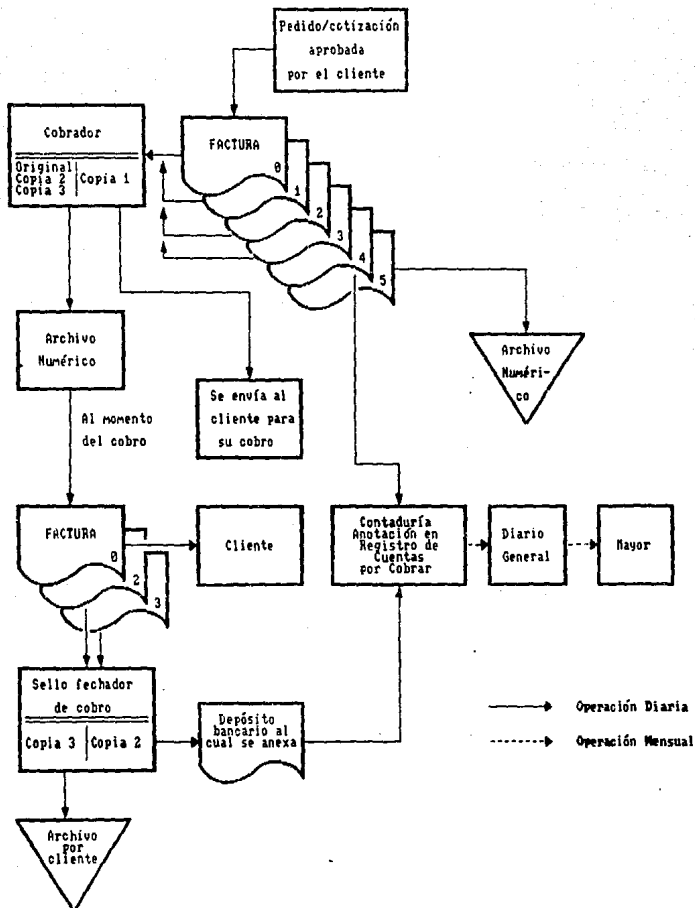 Pedido/cotización
aprobada
por el cliente
Cobrador
Original
Copia 2
Copia 3
Copia 1
FACTURA
0
1
2
3
4
5
Archivo
Numérico
Archivo
Numéri-
co
Se envía al
cliente para
su cobro
Al momento
del cobro
FACTURA
0
2
3
Cliente
Contaduría
Anotación en
Registro de
Cuentas
por Cobrar
Diario
General
Mayor
Sello fechador
de cobro
Copia 3
Copia 2
Depósito
bancario al
cual se anexa
Operación Diaria
Operación Mensual
Archivo
por
cliente